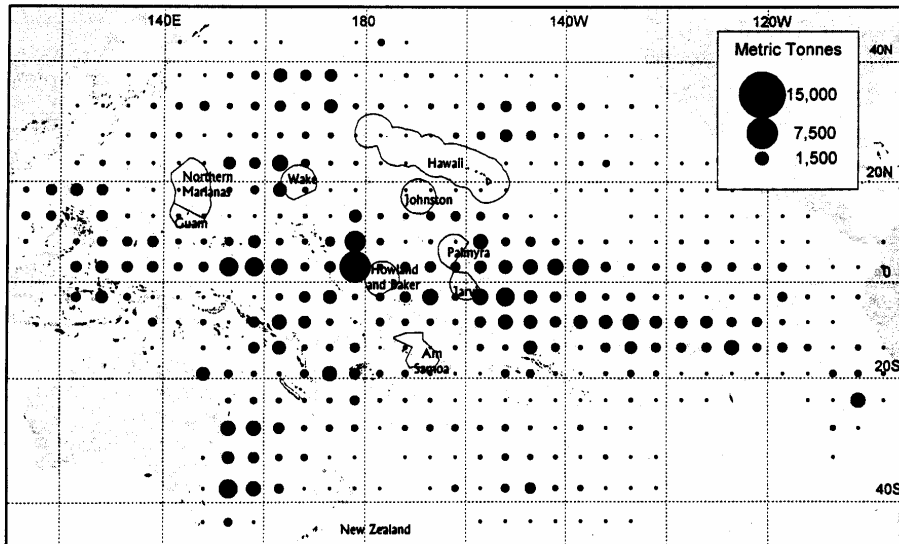 140E
180
140W
120W
Metric Tonnes
15,000
7,500
1,500
40N
Hawaii
Northern
Marianas
Wake
20N
Johnston
Guam
Palmyra
Howland
and Baker
0
Jarvis
Am
Samoa
20S
40S
New Zealand